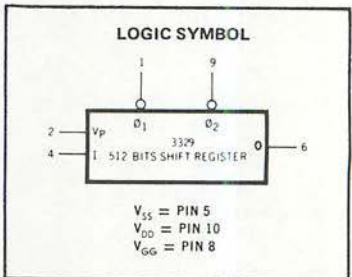 LOGIC SYMBOL
1 9
Ø1 Ø2
2 VP
3329
4 I 512 BITS SHIFT REGISTER O 6
VSS = PIN 5
VDD = PIN 10
VGG = PIN 8